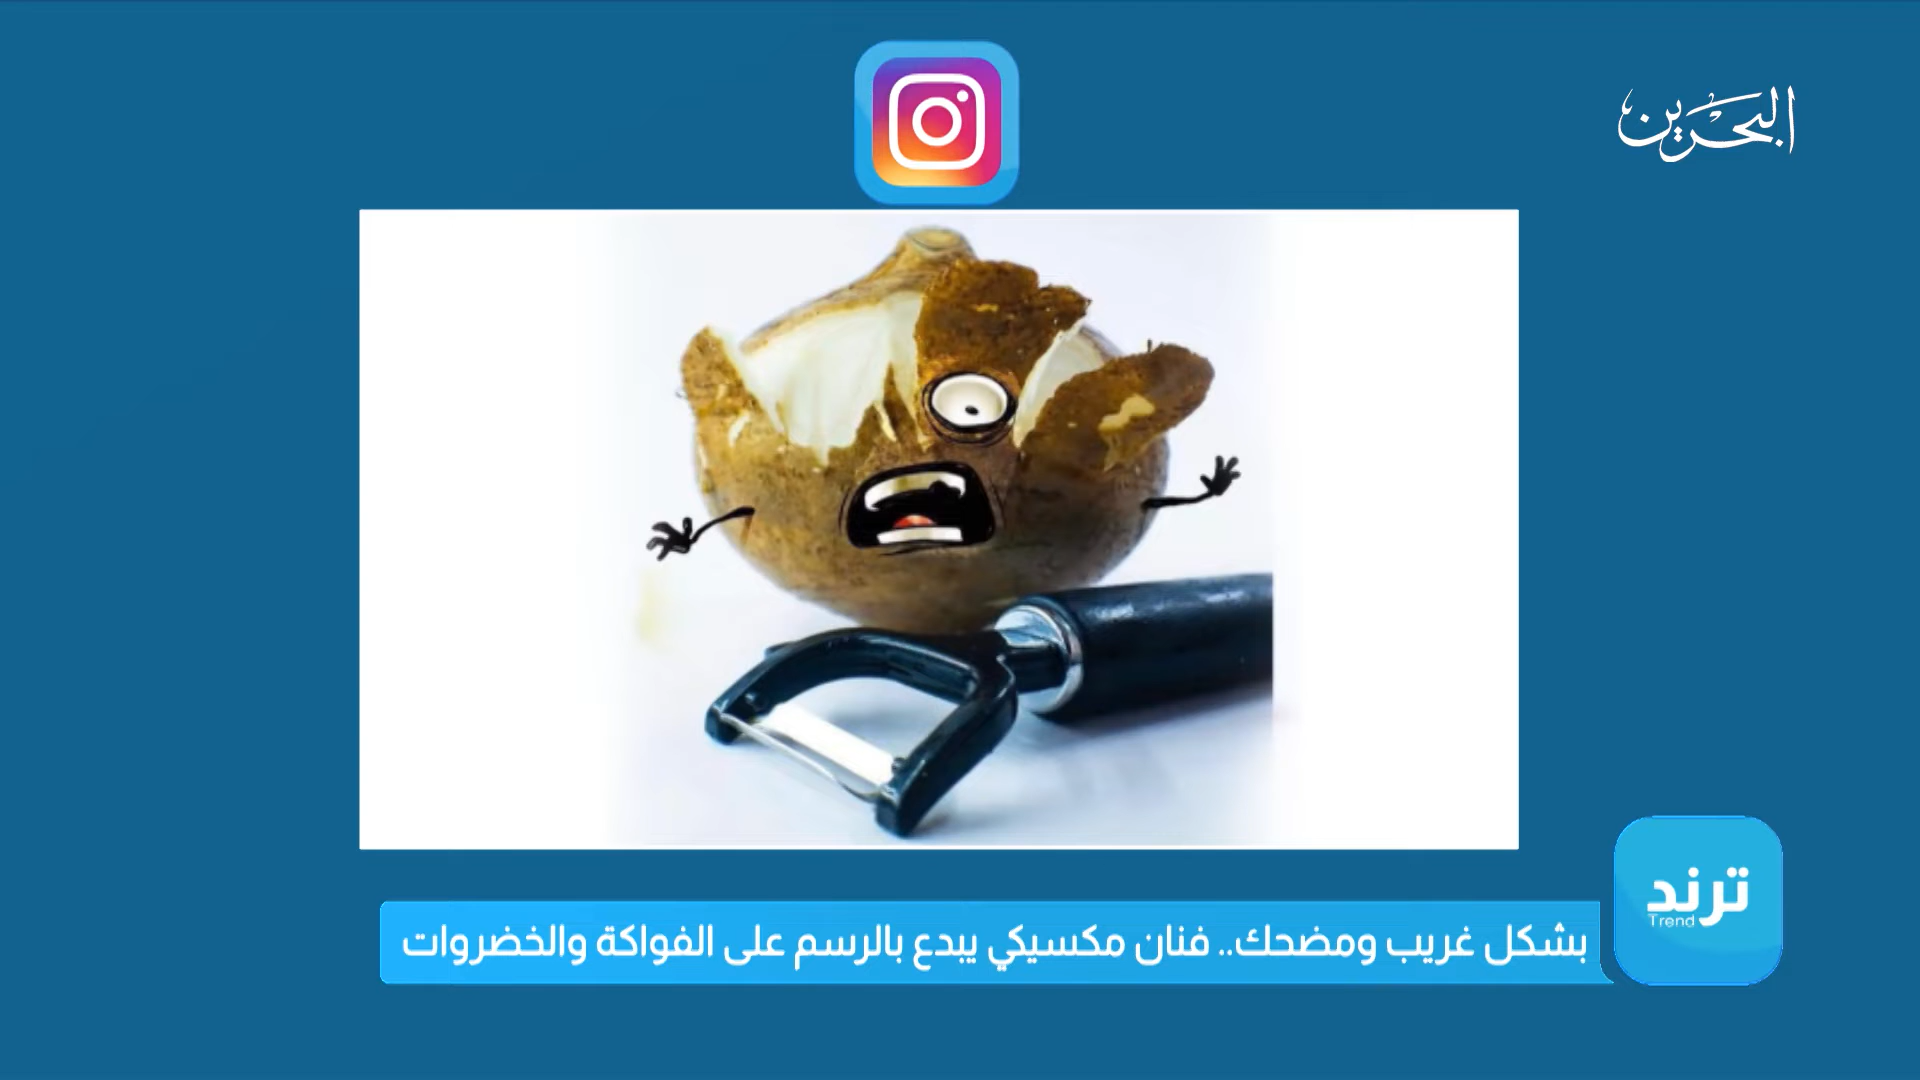 البحرين
ترند
Trend
بشكل غريب ومضحك.. فنان مكسيكي يبدع بالرسم على الفواكة والخضروات